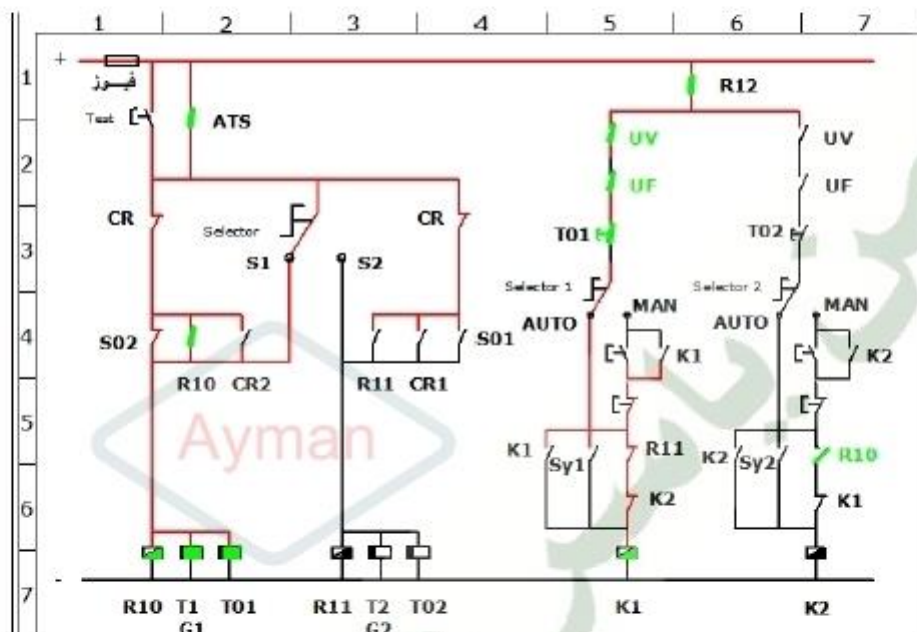 1 2 3 4 5 6 7
+
فیوز
1
Test
ATS
R12
2
UV
UV
UF
UF
CR
Selector
CR
T01
T02
3
S1
S2
Selector 1
Selector 2
MAN
MAN
AUTO
AUTO
4
S02
S01
K1
K2
R10
CR2
R11
CR1
5
Ayman
K1
Sy1
R11
K2
Sy2
R10
6
K2
K1
-
7
R10
T1
T01
R11
T2
T02
K1
K2
G1
G2